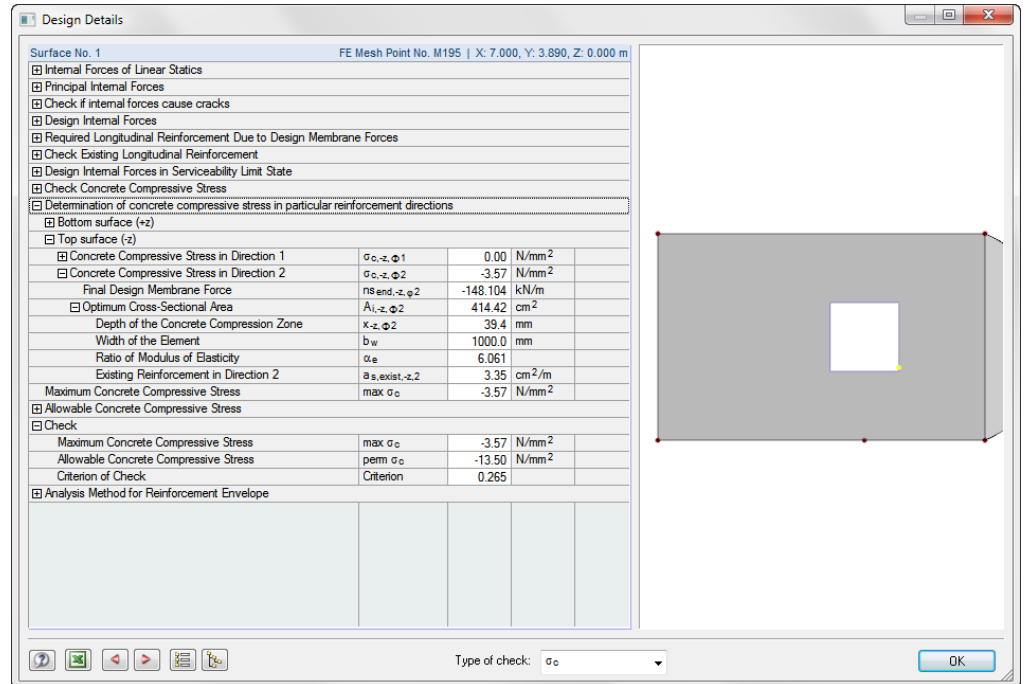 Design Details
Surface No. 1 FE Mesh Point No. M195 | X: 7.000, Y: 3.890, Z: 0.000 m
Internal Forces of Linear Statics
Principal Internal Forces
Check if internal forces cause cracks
Design Internal Forces
Required Longitudinal Reinforcement Due to Design Membrane Forces
Check Existing Longitudinal Reinforcement
Design Internal Forces in Serviceability Limit State
Check Concrete Compressive Stress
Determination of concrete compressive stress in particular reinforcement directions
Bottom surface (+z)
Top surface (-z)
Concrete Compressive Stress in Direction 1 σc,-z,Φ1 0.00 N/mm2
Concrete Compressive Stress in Direction 2 σc,-z,Φ2 -3.57 N/mm2
Final Design Membrane Force nsend,-z,φ2 -148.104 kN/m
Optimum Cross-Sectional Area Ai,-z,Φ2 414.42 cm2
Depth of the Concrete Compression Zone x-z,Φ2 39.4 mm
Width of the Element bw 1000.0 mm
Ratio of Modulus of Elasticity αe 6.061
Existing Reinforcement in Direction 2 as,exist,-z,2 3.35 cm2/m
Maximum Concrete Compressive Stress max σc -3.57 N/mm2
Allowable Concrete Compressive Stress
Check
Maximum Concrete Compressive Stress max σc -3.57 N/mm2
Allowable Concrete Compressive Stress perm σc -13.50 N/mm2
Criterion of Check Criterion 0.265
Analysis Method for Reinforcement Envelope
Type of check: σc
OK